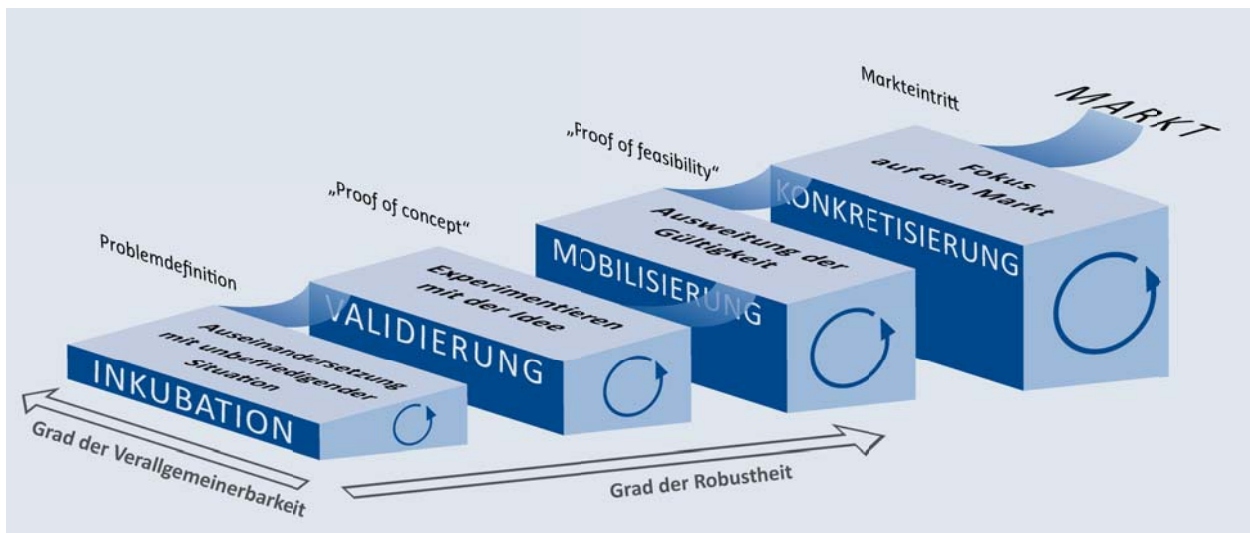 MARKT
Markteintritt
Fokus
auf den Markt
KONKRETISIERUNG
„Proof of feasibility“
Ausweitung der
Gültigkeit
MOBILISIERUNG
„Proof of concept“
Experimentieren
mit der Idee
VALIDIERUNG
Problemdefinition
Auseinandersetzung
mit unbefriedigender
Situation
INKUBATION
Grad der Verallgemeinerbarkeit
Grad der Robustheit